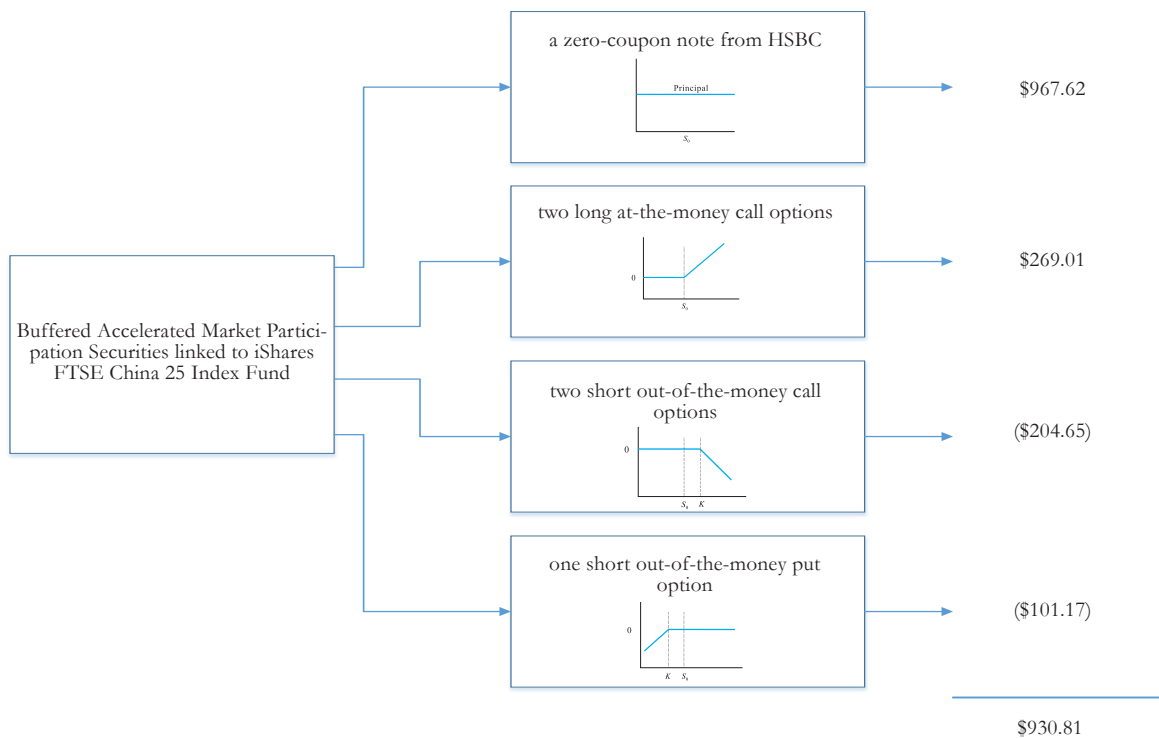 Buffered Accelerated Market Partici-
pation Securities linked to iShares
FTSE China 25 Index Fund
a zero-coupon note from HSBC
Principal
S₀
$967.62
two long at-the-money call options
0
S₀
$269.01
two short out-of-the-money call
options
0
S₀ K
($204.65)
one short out-of-the-money put
option
0
K S₀
($101.17)
$930.81